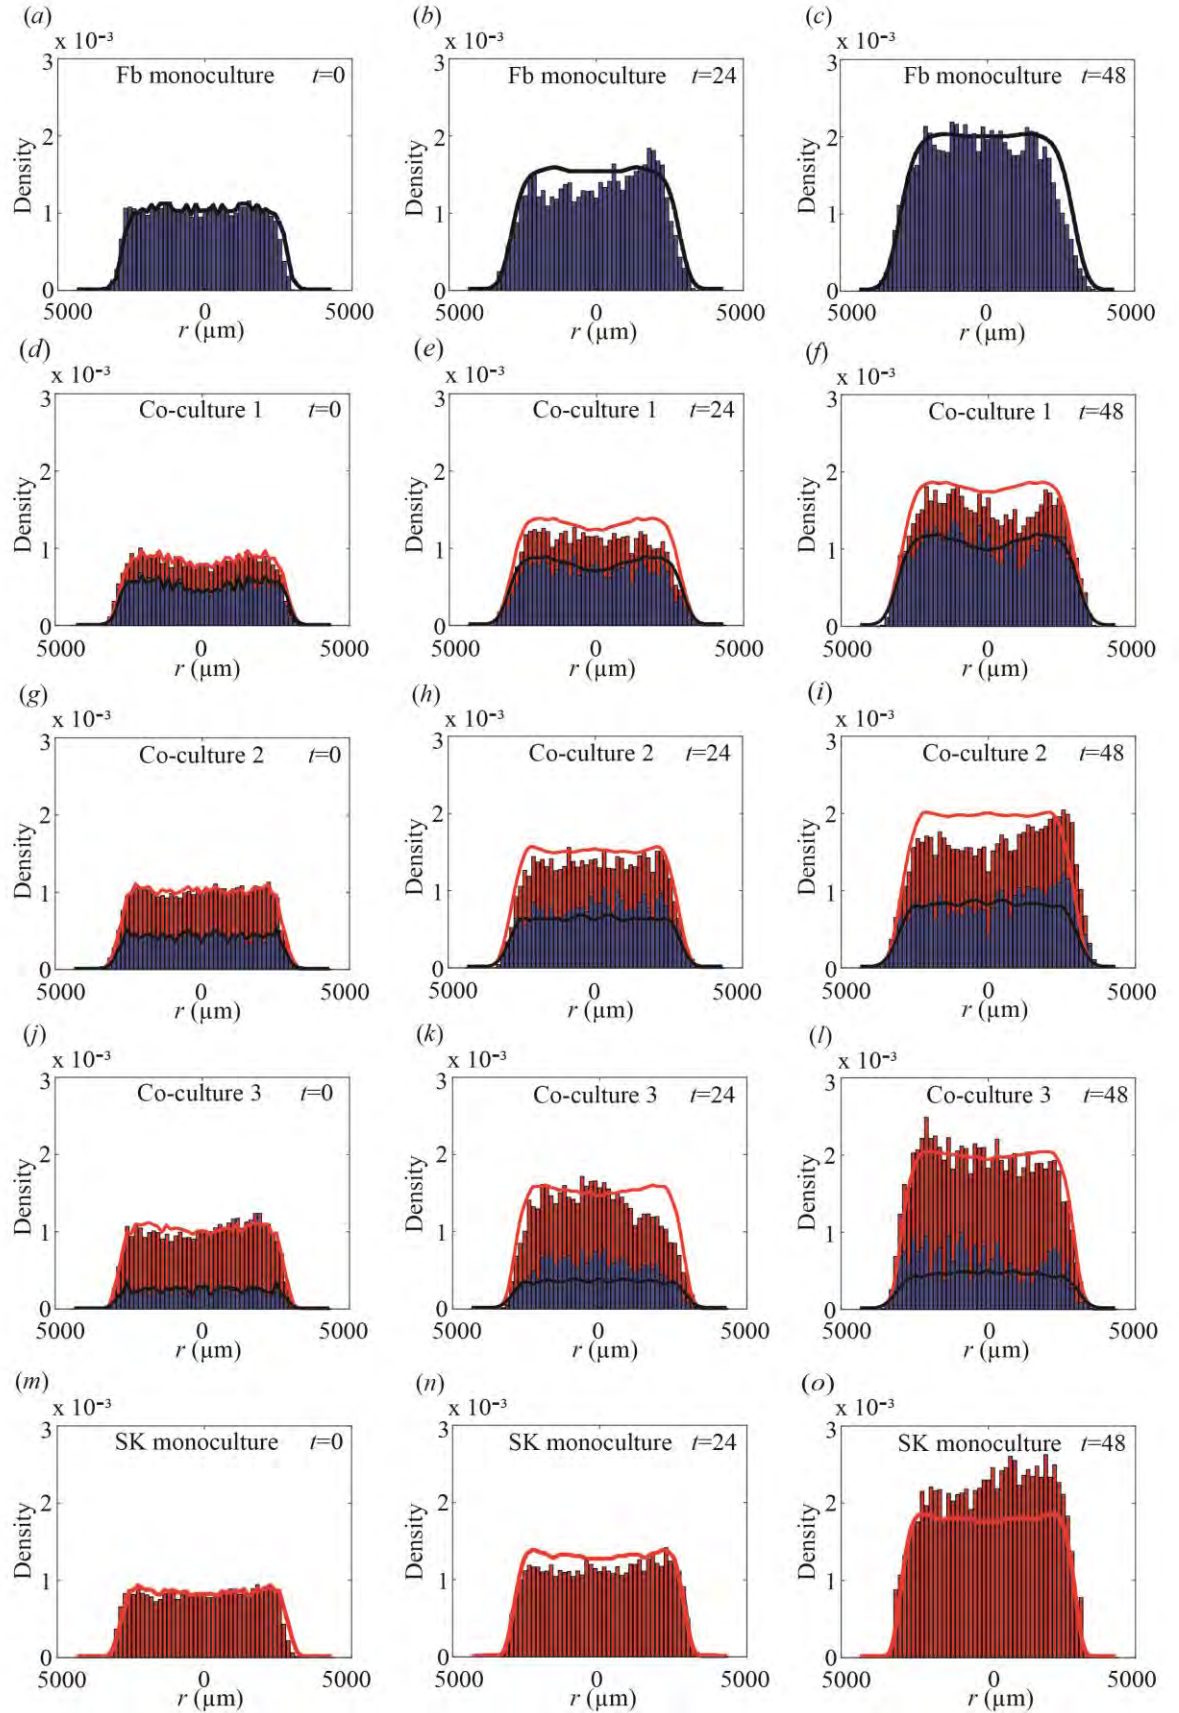 (a) (b) (c)
x 10⁻³ x 10⁻³ x 10⁻³
3 Fb monoculture t=0 3 Fb monoculture t=24 3 Fb monoculture t=48
2 2 2
Density Density Density
1 1 1
0 0 0
5000 0 5000 5000 0 5000 5000 0 5000
r (µm) r (µm) r (µm)
(d) (e) (f)
x 10⁻³ x 10⁻³ x 10⁻³
3 Co-culture 1 t=0 3 Co-culture 1 t=24 3 Co-culture 1 t=48
2 2 2
Density Density Density
1 1 1
0 0 0
5000 0 5000 5000 0 5000 5000 0 5000
r (µm) r (µm) r (µm)
(g) (h) (i)
x 10⁻³ x 10⁻³ x 10⁻³
3 Co-culture 2 t=0 3 Co-culture 2 t=24 3 Co-culture 2 t=48
2 2 2
Density Density Density
1 1 1
0 0 0
5000 0 5000 5000 0 5000 5000 0 5000
r (µm) r (µm) r (µm)
(j) (k) (l)
x 10⁻³ x 10⁻³ x 10⁻³
3 Co-culture 3 t=0 3 Co-culture 3 t=24 3 Co-culture 3 t=48
2 2 2
Density Density Density
1 1 1
0 0 0
5000 0 5000 5000 0 5000 5000 0 5000
r (µm) r (µm) r (µm)
(m) (n) (o)
x 10⁻³ x 10⁻³ x 10⁻³
3 SK monoculture t=0 3 SK monoculture t=24 3 SK monoculture t=48
2 2 2
Density Density Density
1 1 1
0 0 0
5000 0 5000 5000 0 5000 5000 0 5000
r (µm) r (µm) r (µm)